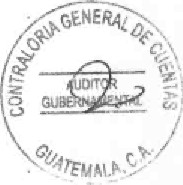 CONTRALORIA GENERAL DE CUENTAS
AUDITOR
GUBERNAMENTAL
GUATEMALA, C.A.